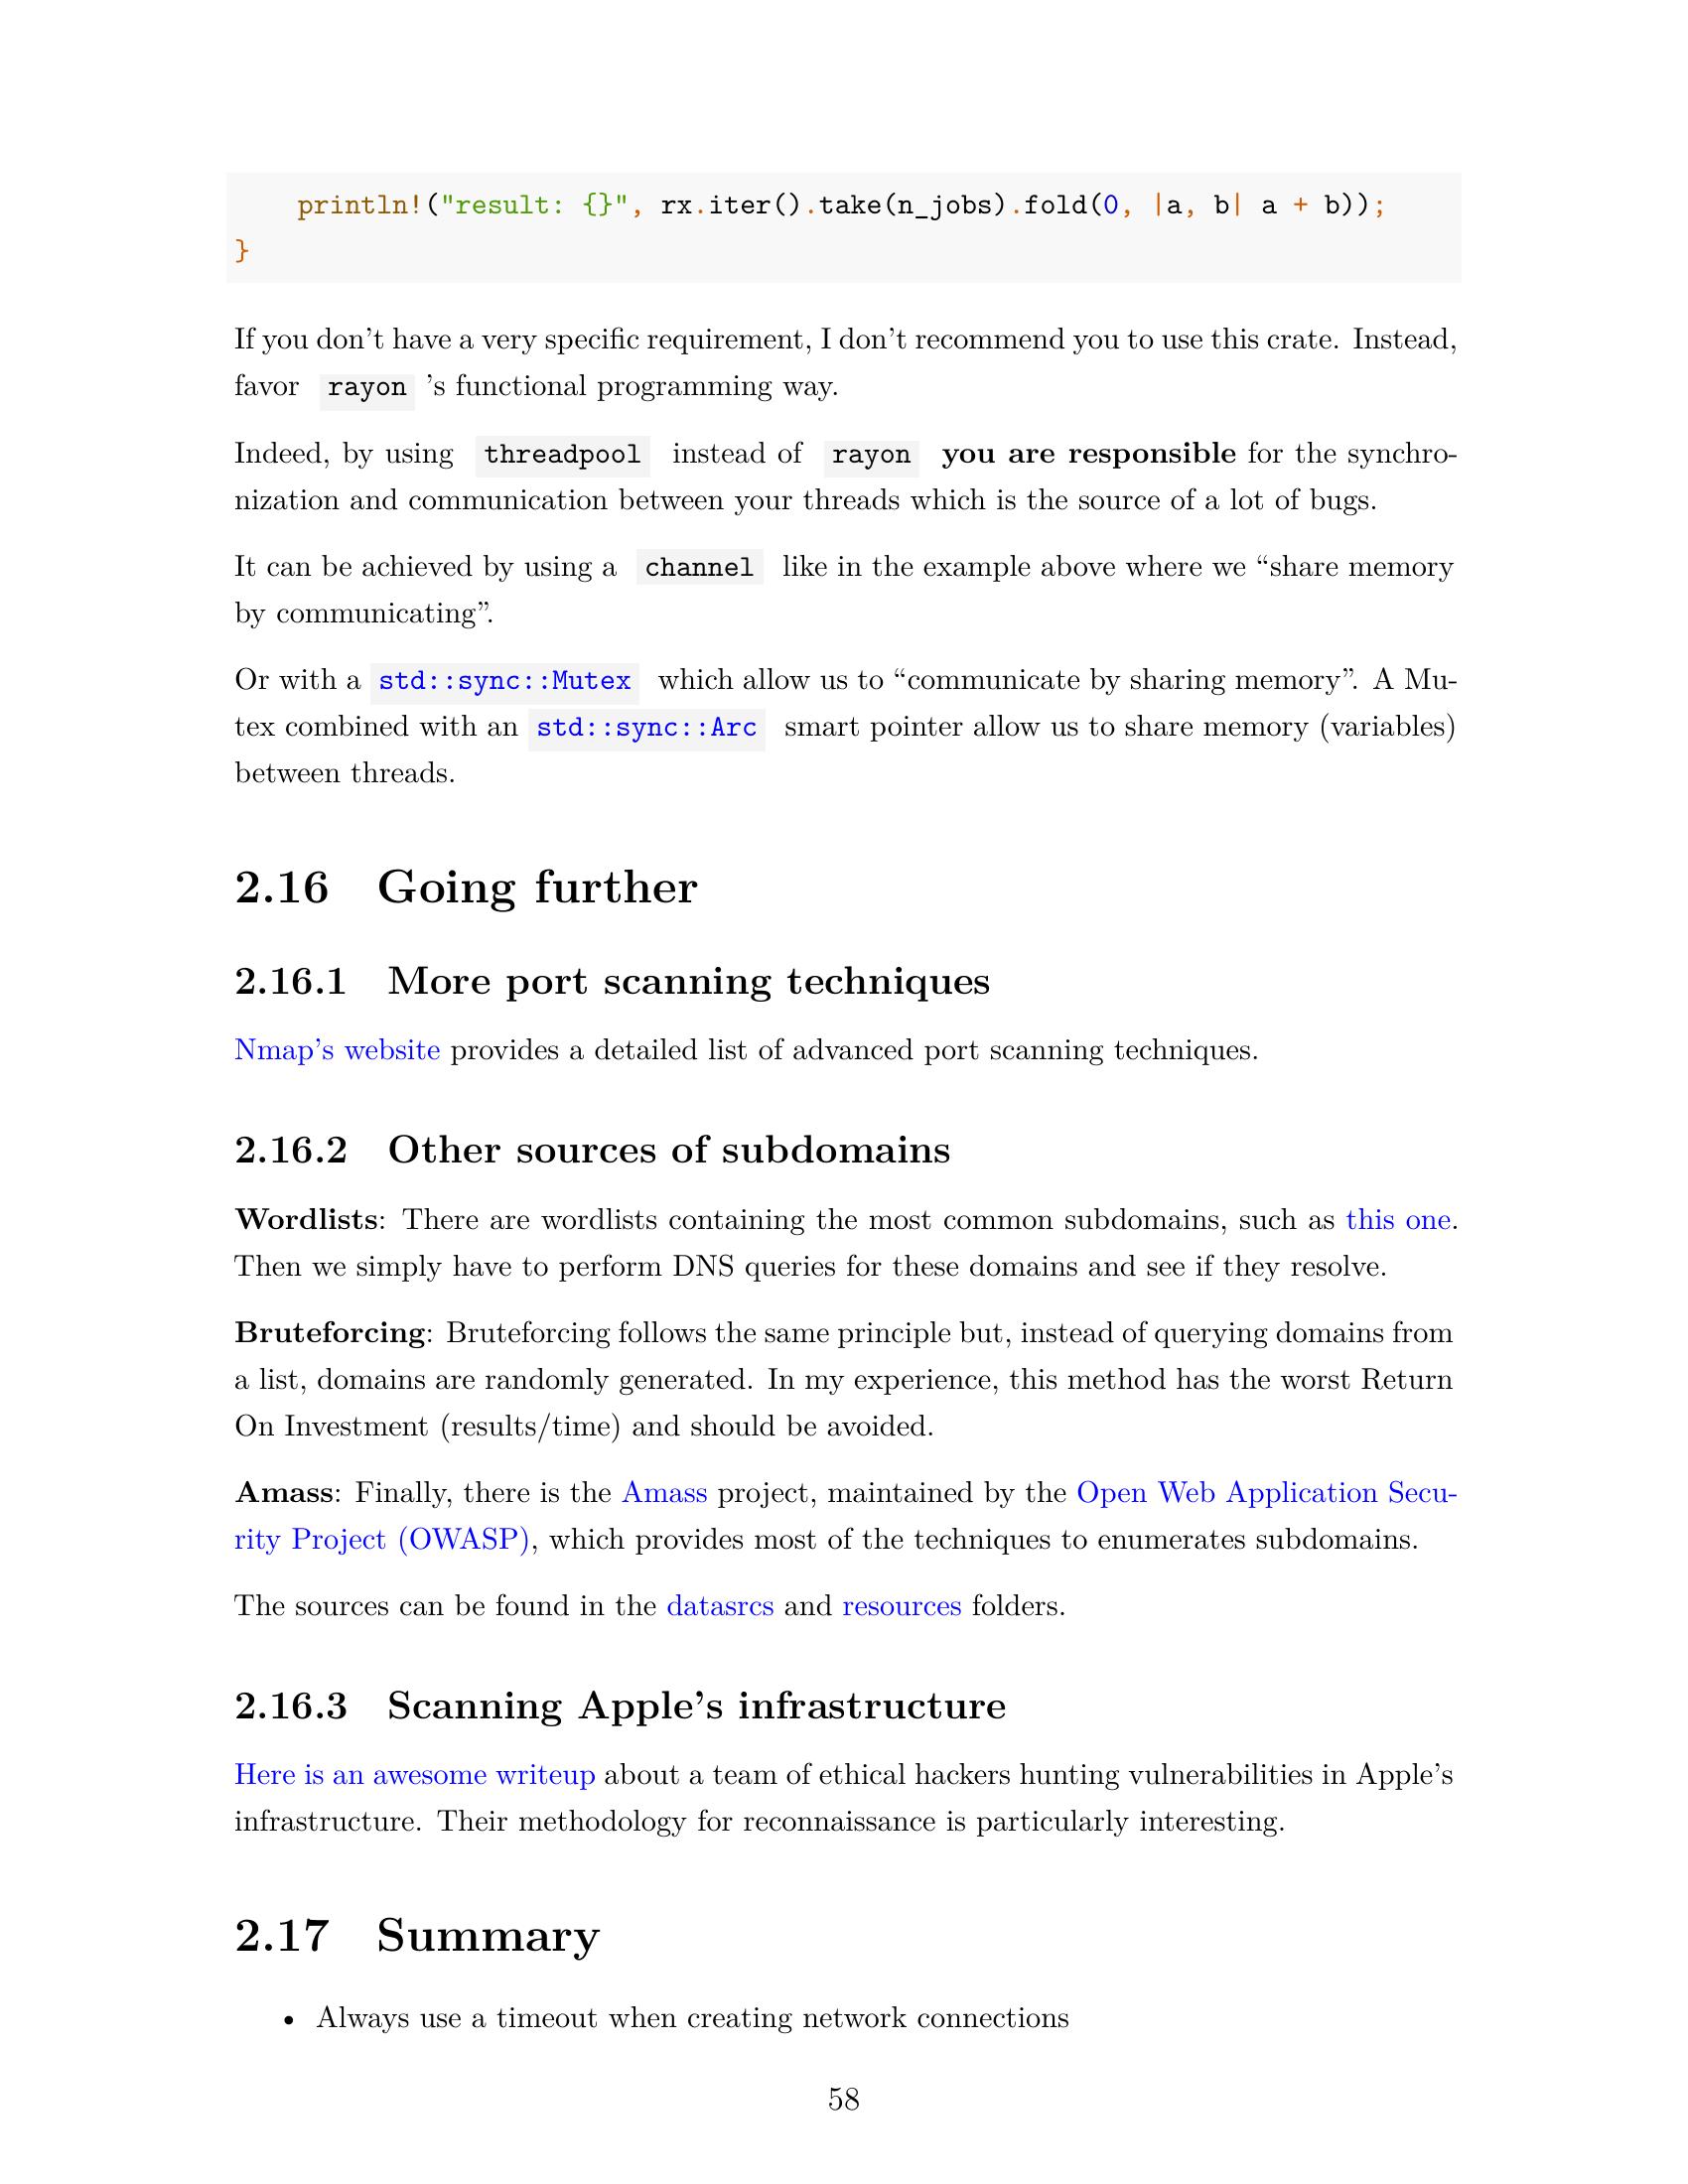 println!("result: {}", rx.iter().take(n_jobs).fold(0, |a, b| a + b));
}
If you don’t have a very specific requirement, I don’t recommend you to use this crate. Instead,
favor rayon ’s functional programming way.
Indeed, by using threadpool instead of rayon you are responsible for the synchro-
nization and communication between your threads which is the source of a lot of bugs.
It can be achieved by using a channel like in the example above where we “share memory
by communicating”.
Or with a std::sync::Mutex which allow us to “communicate by sharing memory”. A Mu-
tex combined with an std::sync::Arc smart pointer allow us to share memory (variables)
between threads.
2.16 Going further
2.16.1 More port scanning techniques
Nmap’s website provides a detailed list of advanced port scanning techniques.
2.16.2 Other sources of subdomains
Wordlists: There are wordlists containing the most common subdomains, such as this one.
Then we simply have to perform DNS queries for these domains and see if they resolve.
Bruteforcing: Bruteforcing follows the same principle but, instead of querying domains from
a list, domains are randomly generated. In my experience, this method has the worst Return
On Investment (results/time) and should be avoided.
Amass: Finally, there is the Amass project, maintained by the Open Web Application Secu-
rity Project (OWASP), which provides most of the techniques to enumerates subdomains.
The sources can be found in the datasrcs and resources folders.
2.16.3 Scanning Apple’s infrastructure
Here is an awesome writeup about a team of ethical hackers hunting vulnerabilities in Apple’s
infrastructure. Their methodology for reconnaissance is particularly interesting.
2.17 Summary
• Always use a timeout when creating network connections
58